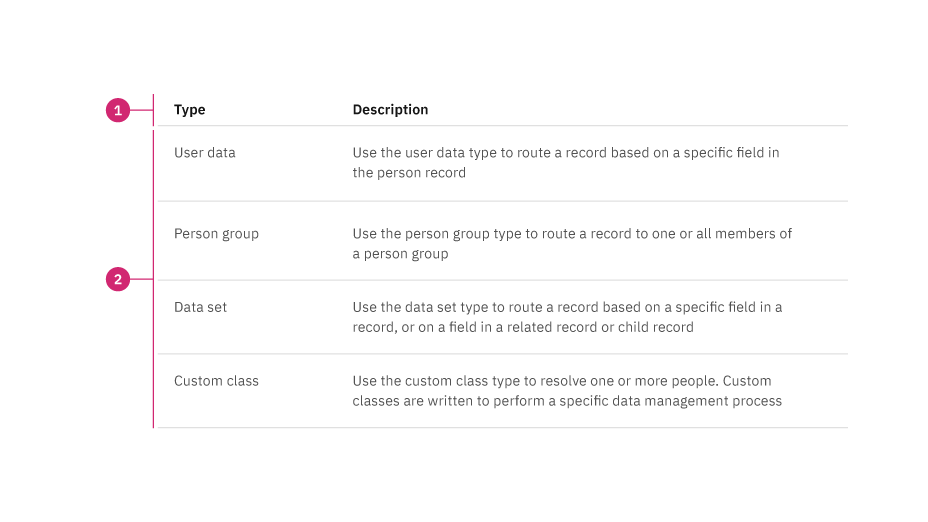 1 Type Description
User data Use the user data type to route a record based on a specific field in
the person record
Person group Use the person group type to route a record to one or all members of
a person group
2
Data set Use the data set type to route a record based on a specific field in a
record, or on a field in a related record or child record
Custom class Use the custom class type to resolve one or more people. Custom
classes are written to perform a specific data management process